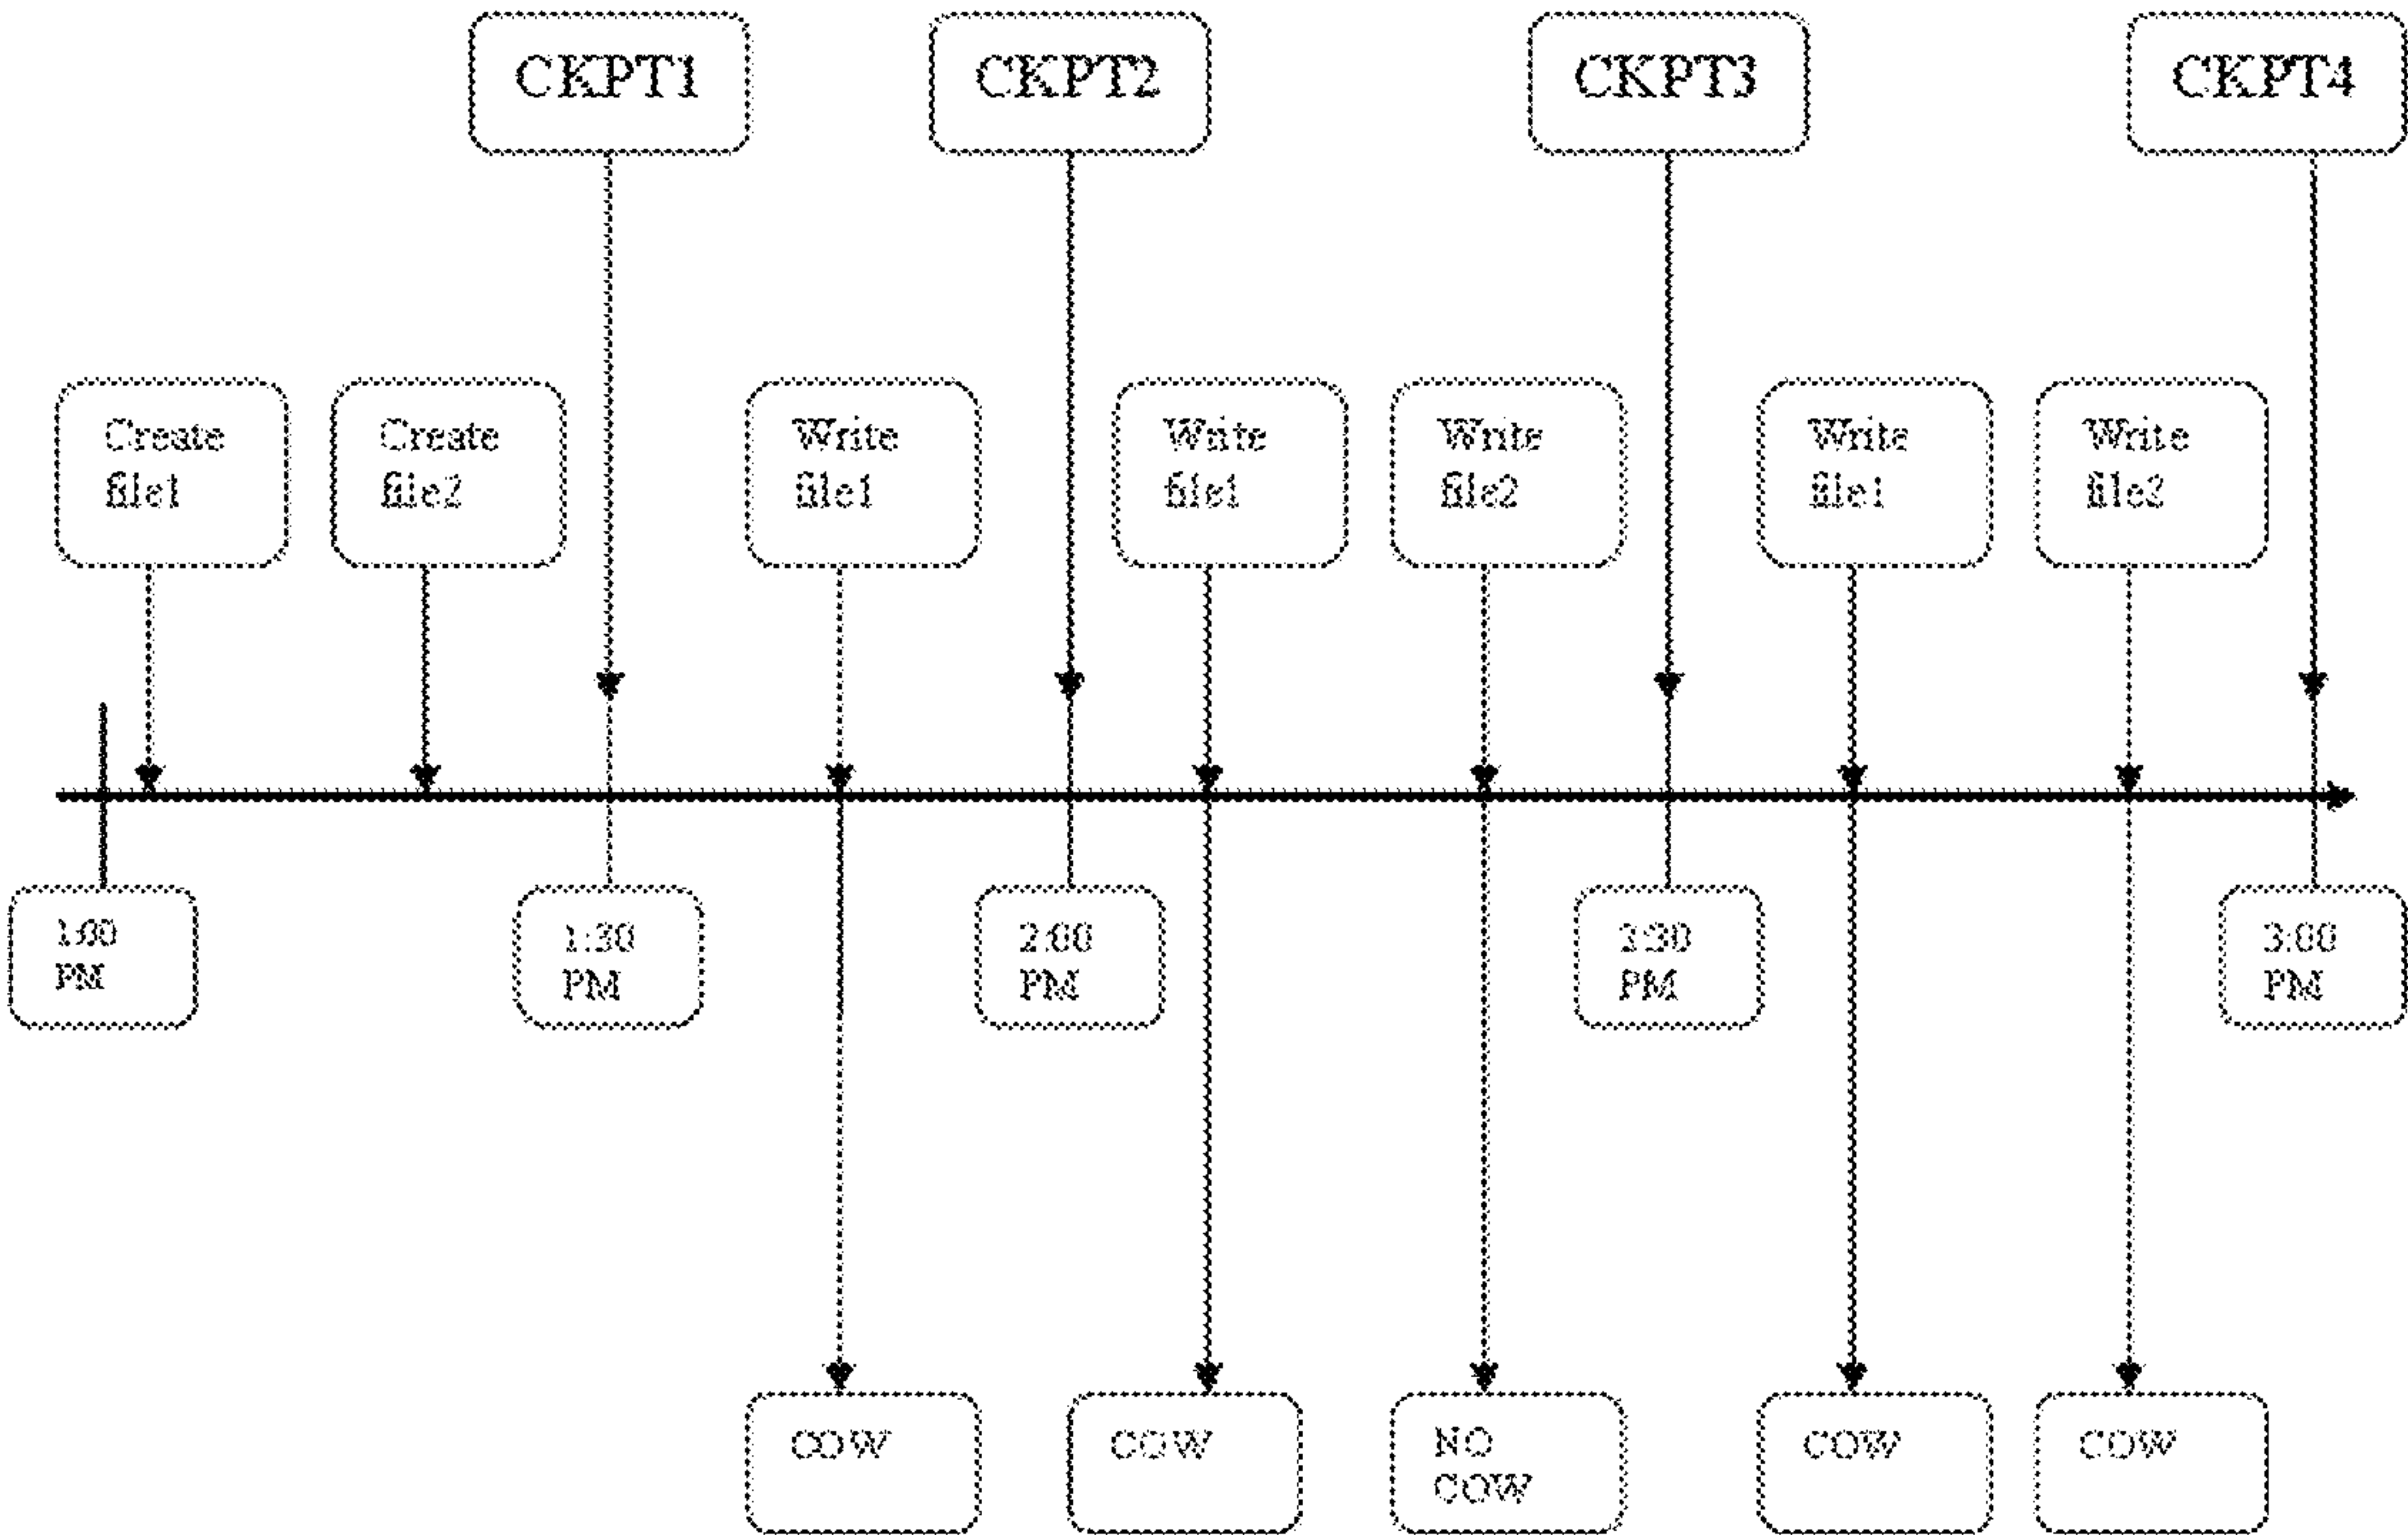 CKPT1
CKPT2
CKPT3
CKPT4
Create
file1
Create
file2
Write
file1
Write
file1
Write
file2
Write
file1
Write
file2
1:00
PM
1:30
PM
2:00
PM
2:30
PM
3:00
PM
COW
COW
NO
COW
COW
COW